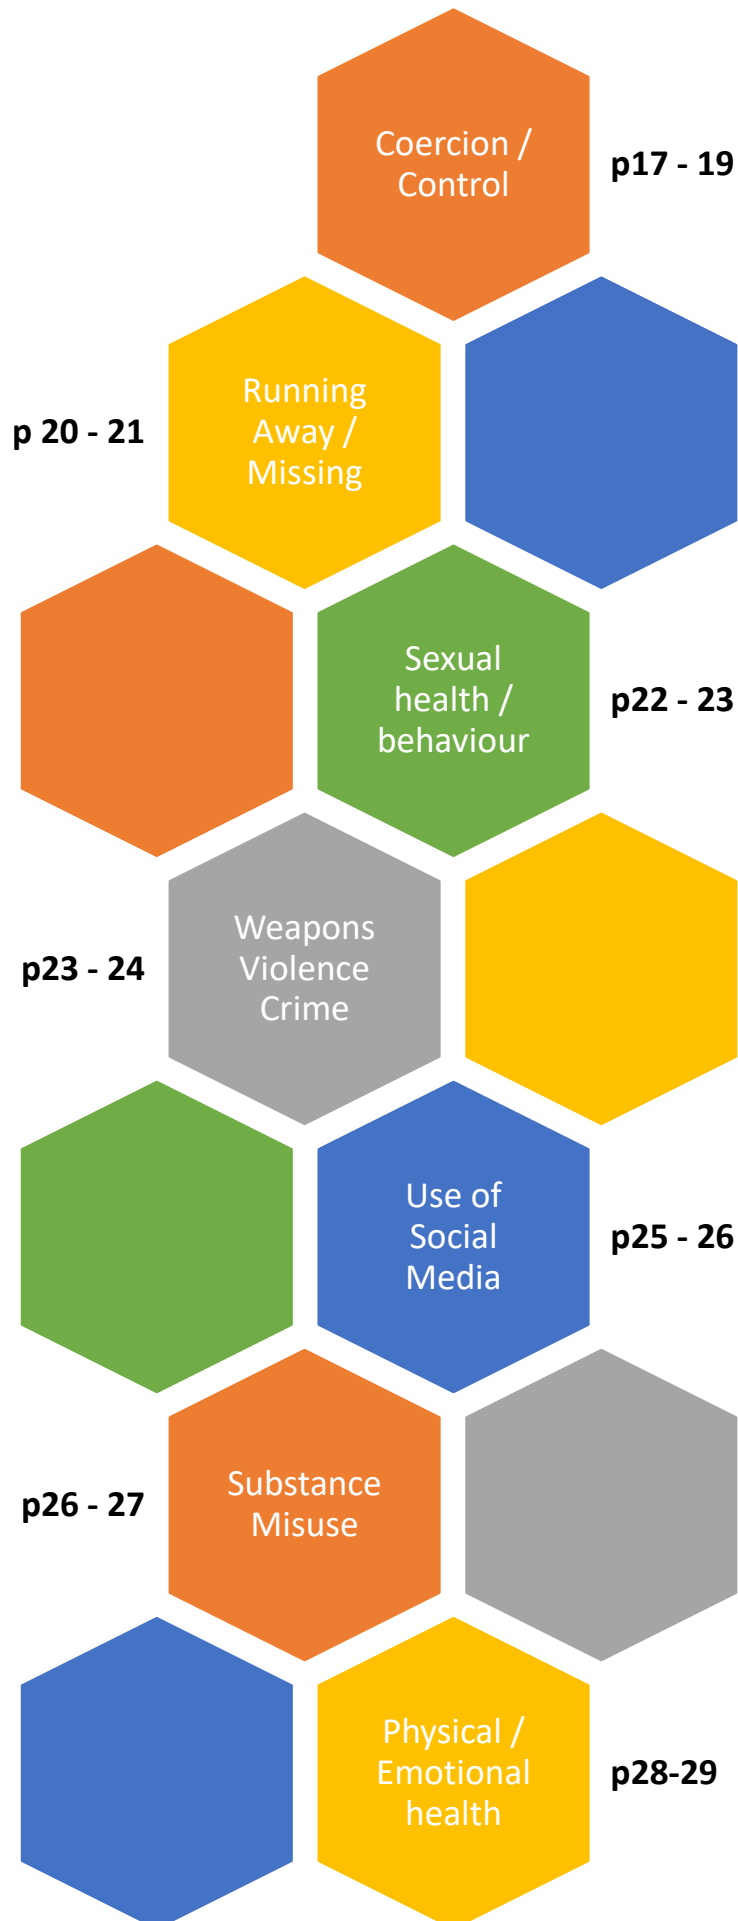 Coercion /
Control
p17 - 19
Running
Away /
Missing
p 20 - 21
Sexual
health /
behaviour
p22 - 23
Weapons
Violence
Crime
p23 - 24
Use of
Social
Media
p25 - 26
Substance
Misuse
p26 - 27
Physical /
Emotional
health
p28-29